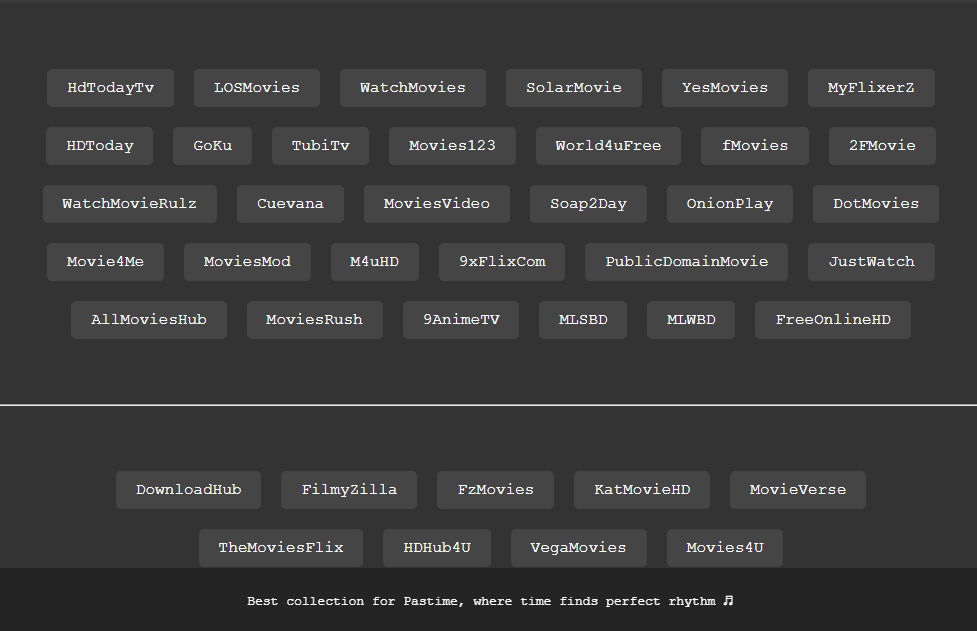 HdTodayTv LOSMovies WatchMovies SolarMovie YesMovies MyFlixerZ
HDToday GoKu TubiTv Movies123 World4uFree fMovies 2FMovie
WatchMovieRulz Cuevana MoviesVideo Soap2Day OnionPlay DotMovies
Movie4Me MoviesMod M4uHD 9xFlixCom PublicDomainMovie JustWatch
AllMoviesHub MoviesRush 9AnimeTV MLSBD MLWBD FreeOnlineHD
DownloadHub FilmyZilla FzMovies KatMovieHD MovieVerse
TheMoviesFlix HDHub4U VegaMovies Movies4U
Best collection for Pastime, where time finds perfect rhythm 🎵